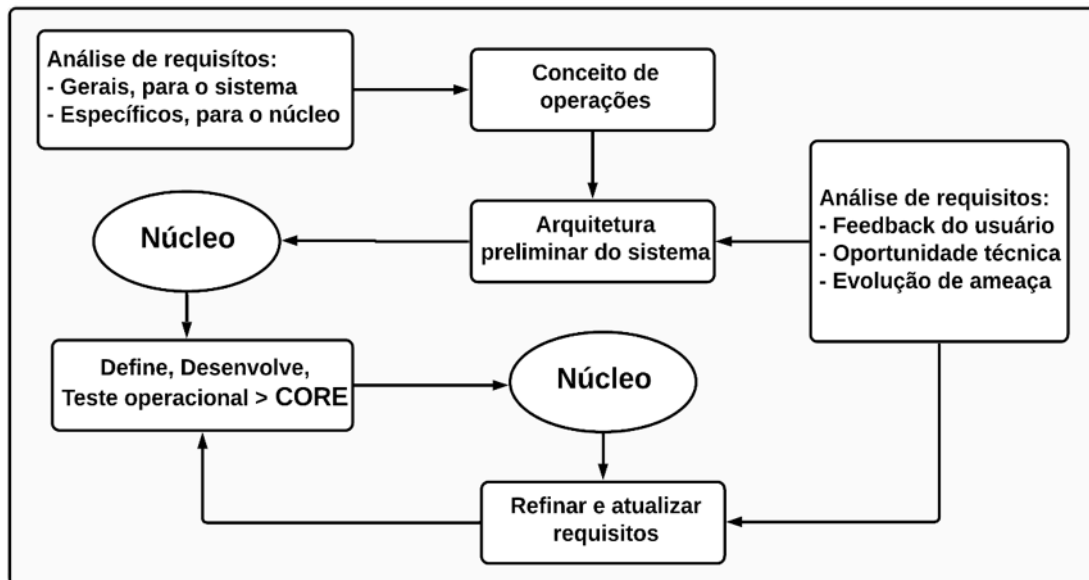 Análise de requisítos:
- Gerais, para o sistema
- Específicos, para o núcleo
Conceito de
operações
Análise de requisitos:
- Feedback do usuário
- Oportunidade técnica
- Evolução de ameaça
Arquitetura
preliminar do sistema
Núcleo
Define, Desenvolve,
Teste operacional > CORE
Núcleo
Refinar e atualizar
requisitos